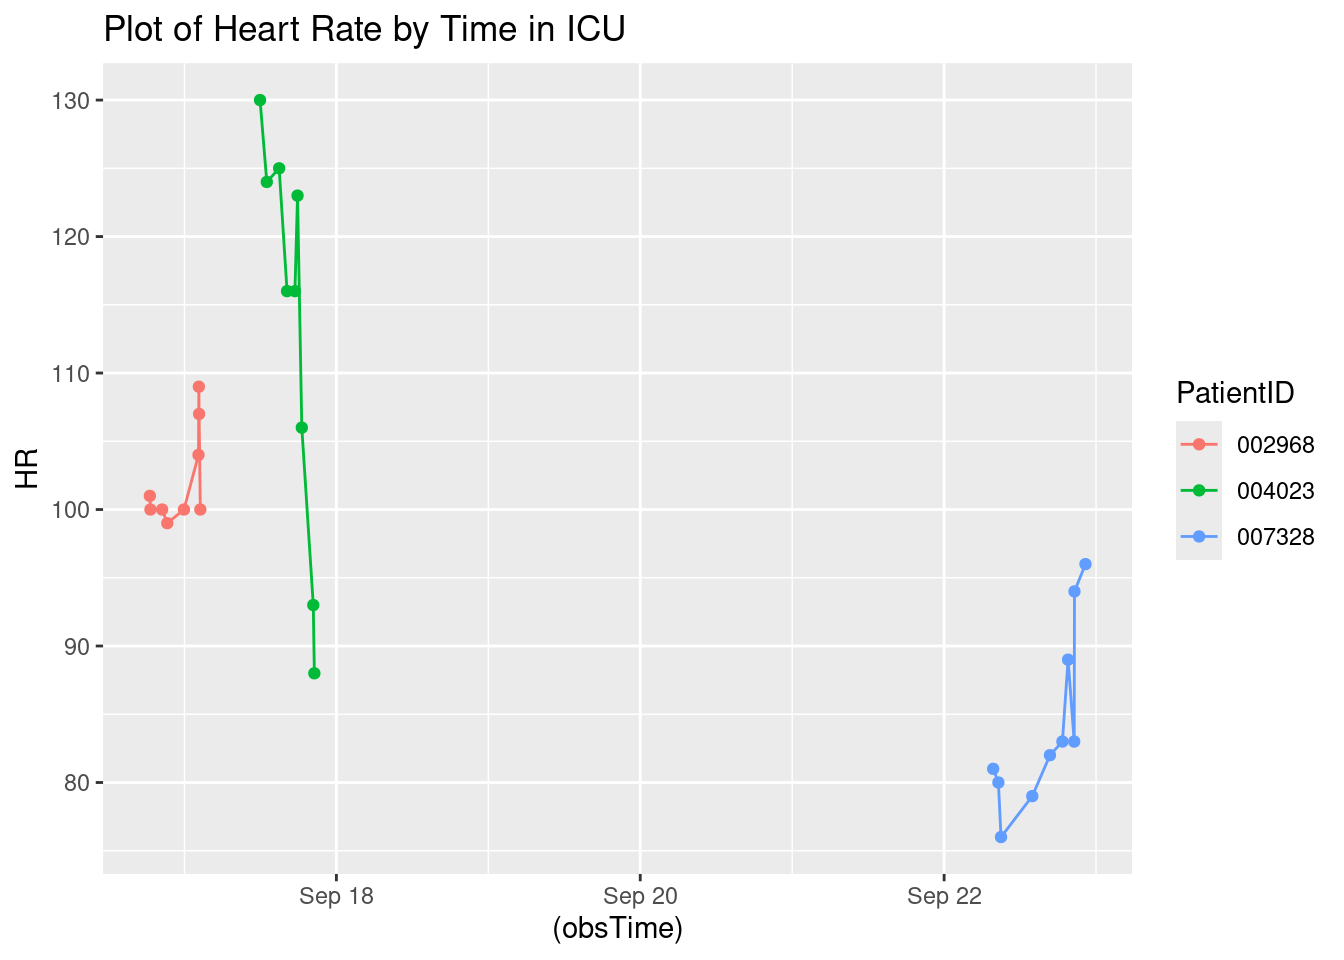 Plot of Heart Rate by Time in ICU
130
120
110
100
90
80
HR
Sep 18
Sep 20
Sep 22
(obsTime)
PatientID
002968
004023
007328